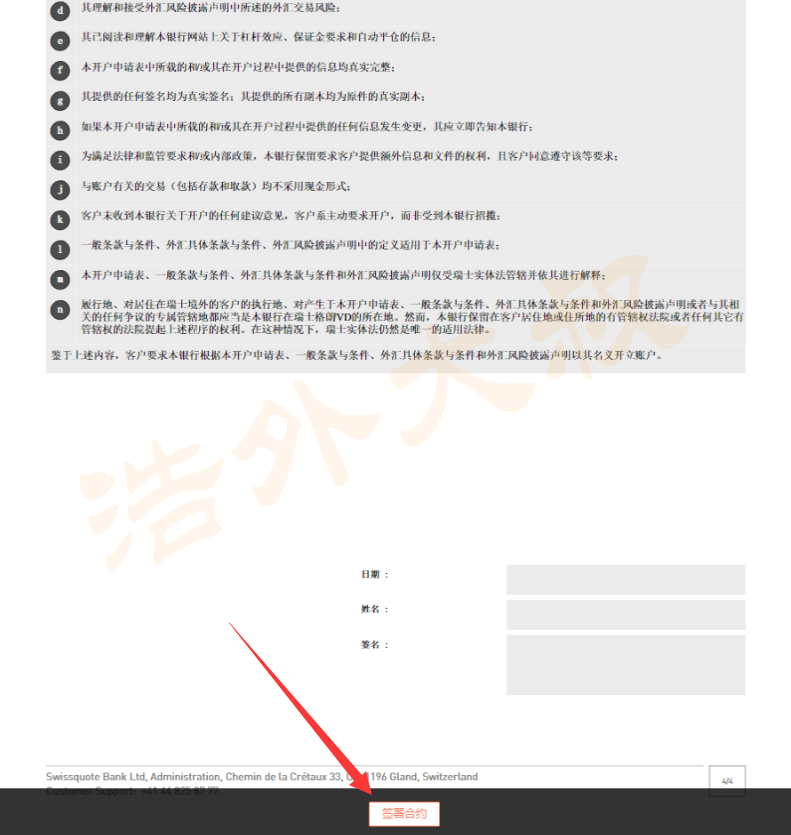 d 其理解和接受外汇风险披露声明中所述的外汇交易风险；
e 其已阅读和理解本银行网站上关于杠杆效应、保证金要求和自动平仓的信息；
f 本开户申请表中所载的和/或其在开户过程中提供的信息均真实完整；
g 其提供的任何签名均为真实签名；其提供的所有副本均为原件的真实副本；
h 如果本开户申请表中所载的和/或其在开户过程中提供的任何信息发生变更，其应立即告知本银行；
i 为满足法律和监管要求和/或内部政策，本银行保留要求客户提供额外信息和文件的权利，且客户同意遵守该等要求；
j 与账户有关的交易（包括存款和取款）均不采用现金形式；
k 客户未收到本银行关于开户的任何建议/意见，客户系主动要求开户，而非受到本银行招揽；
l 一般条款与条件、外汇具体条款与条件、外汇风险披露声明中的定义适用于本开户申请表；
m 本开户申请表、一般条款与条件、外汇具体条款与条件和外汇风险披露声明仅受瑞士实体法管辖并依其进行解释；
n 履行地、对居住在瑞士境外的客户的执行地、对产生于本开户申请表、一般条款与条件、外汇具体条款与条件和外汇风险披露声明或者与其相
关的任何争议的专属管辖地都应当是本银行在瑞士格朗/VD的所在地。然而，本银行保留在客户居住地或住所地的有管辖权法院或者任何其它有
管辖权的法院提起上述程序的权利。在这种情况下，瑞士实体法仍然是唯一的适用法律。
鉴于上述内容，客户要求本银行根据本开户申请表、一般条款与条件、外汇具体条款与条件和外汇风险披露声明以其名义开立账户。
浩外大叔
日期：
姓名：
签名：
Swissquote Bank Ltd, Administration, Chemin de la Crétaux 33, 1196 Gland, Switzerland
4/4
Customer Support: +41 44 825 87 77
签署合约